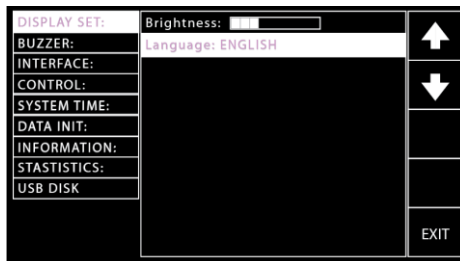 DISPLAY SET:
BUZZER:
INTERFACE:
CONTROL:
SYSTEM TIME:
DATA INIT:
INFORMATION:
STASTISTICS:
USB DISK
Brightness:
Language: ENGLISH
EXIT